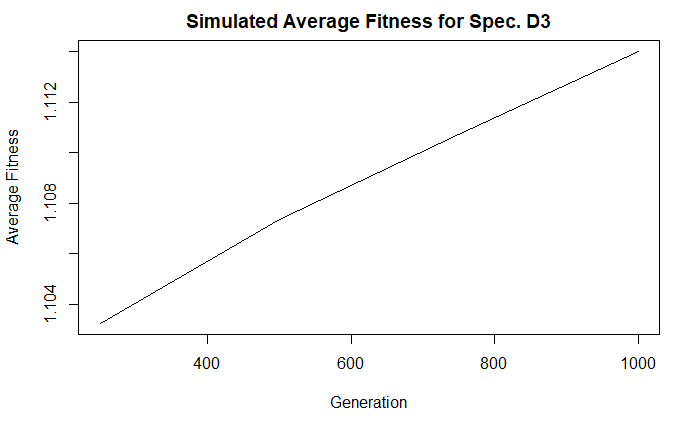 Simulated Average Fitness for Spec. D3
Average Fitness
1.112
1.108
1.104
400 600 800 1000
Generation